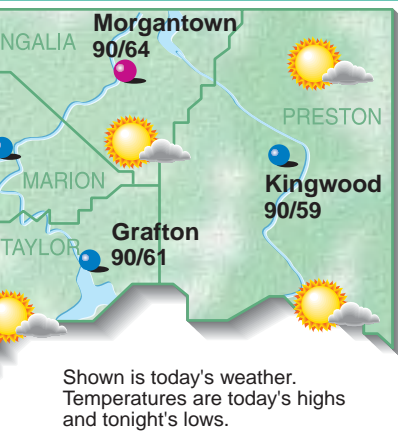 Morgantown
90/64
NGALIA
PRESTON
MARION
Kingwood
90/59
TAYLOR
Grafton
90/61
Shown is today's weather.
Temperatures are today's highs
and tonight's lows.